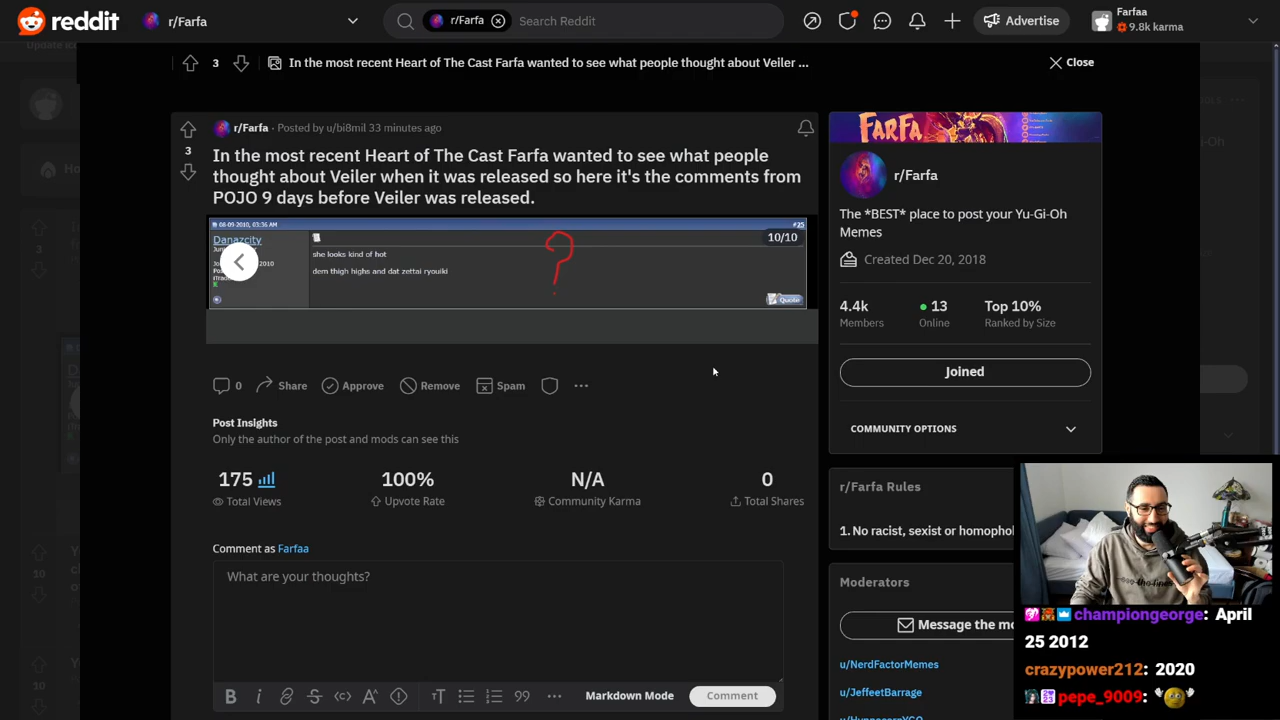 reddit
r/Farfa
r/Farfa
Search Reddit
Advertise
Farfaa
9.8k karma
3
In the most recent Heart of The Cast Farfa wanted to see what people thought about Veiler ...
Close
r/Farfa · Posted by u/bi8mil 33 minutes ago
3
In the most recent Heart of The Cast Farfa wanted to see what people
thought about Veiler when it was released so here it's the comments from
POJO 9 days before Veiler was released.
08-09-2010, 03:36 AM
#25
Danazcity
she looks kind of hot
dem thigh highs and dat zettai ryouiki
?
10/10
Quote
0
Share
Approve
Remove
Spam
Post Insights
Only the author of the post and mods can see this
175
Total Views
100%
Upvote Rate
N/A
Community Karma
0
Total Shares
Comment as Farfaa
What are your thoughts?
Markdown Mode
Comment
FARFA
r/Farfa
The *BEST* place to post your Yu-Gi-Oh
Memes
Created Dec 20, 2018
4.4k
Members
13
Online
Top 10%
Ranked by Size
Joined
COMMUNITY OPTIONS
r/Farfa Rules
1. No racist, sexist or homophol
Moderators
Message the mo
u/NerdFactorMemes
u/JeffeetBarrage
championgeorge: April
25 2012
crazypower212: 2020
pepe_9009: